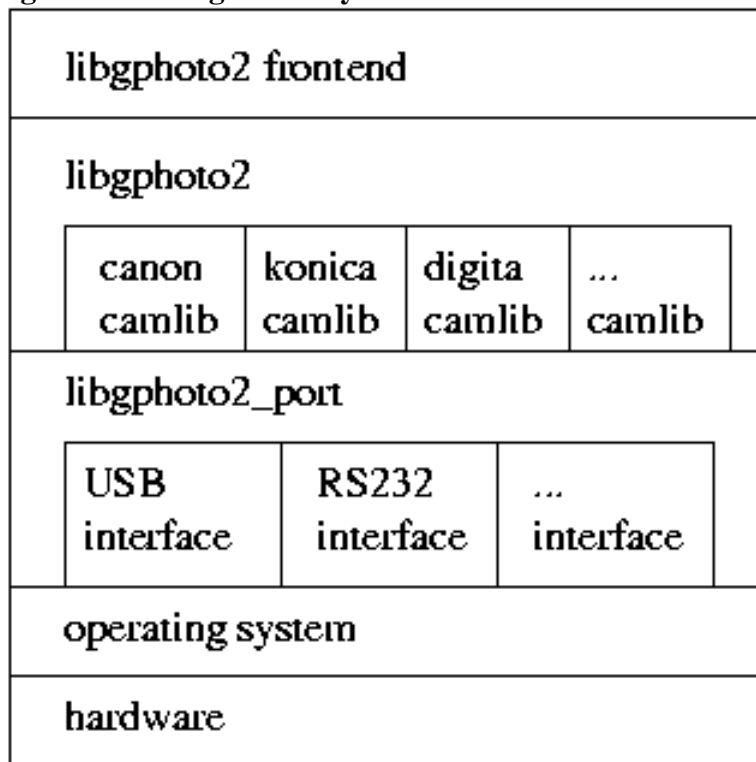 libgphoto2 frontend
libgphoto2
canon camlib
konica camlib
digita camlib
... camlib
libgphoto2_port
USB interface
RS232 interface
... interface
operating system
hardware